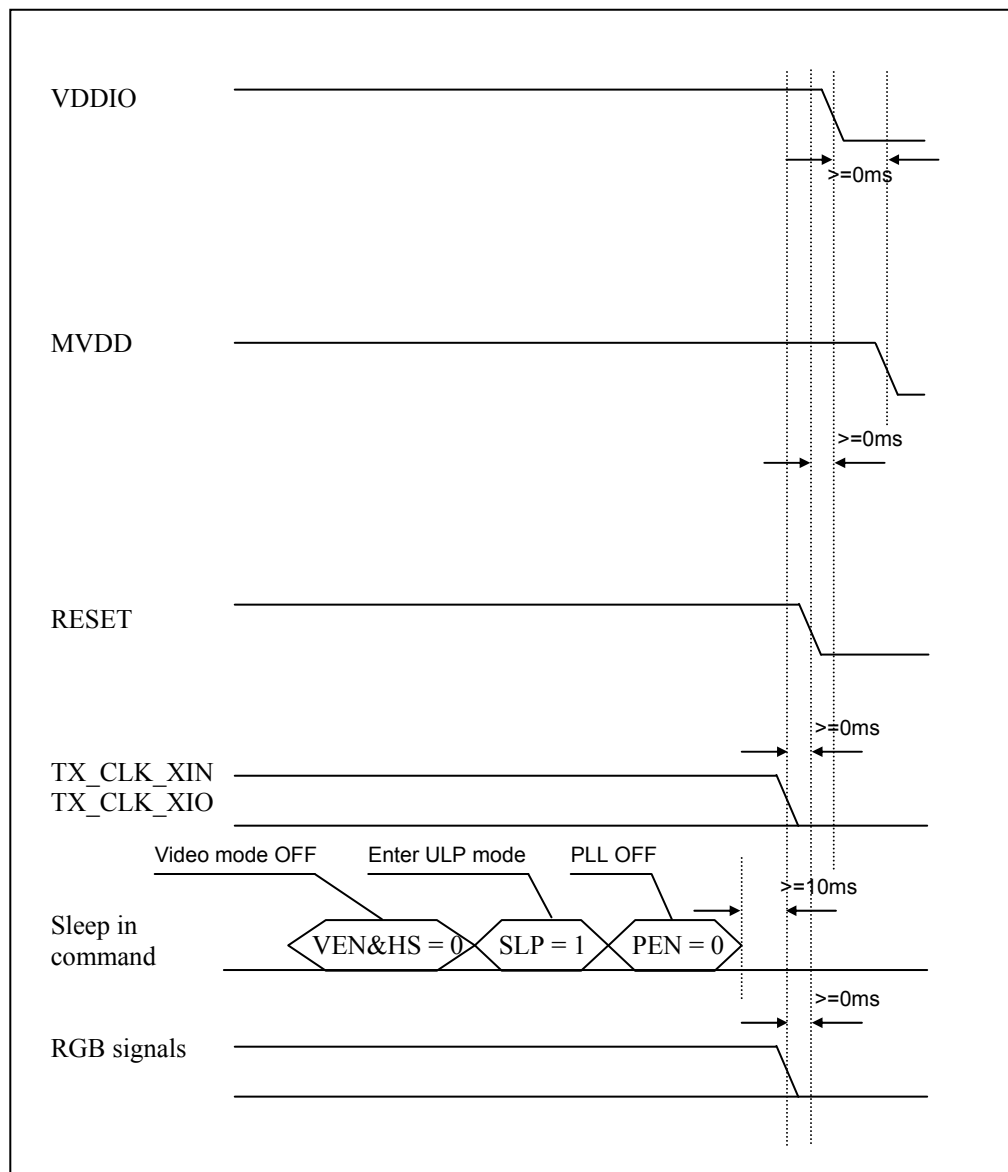 VDDIO
>=0ms
MVDD
>=0ms
RESET
>=0ms
TX_CLK_XIN
TX_CLK_XIO
Video mode OFF
Enter ULP mode
PLL OFF
>=10ms
Sleep in
command
VEN&HS = 0
SLP = 1
PEN = 0
>=0ms
RGB signals